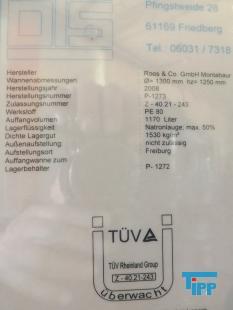 OTS
Pfingstweide 28
61169 Friedberg
Tel.: 06031 / 7318
Hersteller Roos & Co. GmbH Montabaur
Wannenabmessungen Ø= 1300 mm hz= 1250 mm
Herstellungsjahr 2008
Herstellungsnummer P-1273
Zulassungsnummer Z - 40.21 - 243
Werkstoff PE 80
Auffangvolumen 1170 Liter
Lagerflüssigkeit Natronlauge: max. 50%
Dichte Lagergut 1530 kg/m³
Außenaufstellung: nicht zulässig
Aufstellungsort Freiburg
Auffangwanne zum
Lagerbehälter P- 1272
TÜV
TÜV Rheinland Group
Z - 40.21-243
überwacht
TIPP